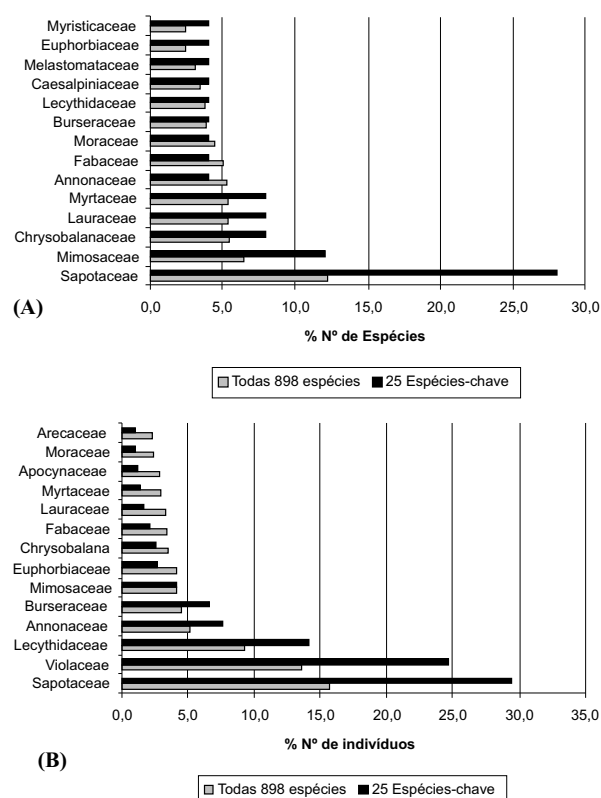 Myristicaceae
Euphorbiaceae
Melastomataceae
Caesalpiniaceae
Lecythidaceae
Burseraceae
Moraceae
Fabaceae
Annonaceae
Myrtaceae
Lauraceae
Chrysobalanaceae
Mimosaceae
Sapotaceae
0,0 5,0 10,0 15,0 20,0 25,0 30,0
(A)
% Nº de Espécies
Todas 898 espécies 25 Espécies-chave
Arecaceae
Moraceae
Apocynaceae
Myrtaceae
Lauraceae
Fabaceae
Chrysobalana
Euphorbiaceae
Mimosaceae
Burseraceae
Annonaceae
Lecythidaceae
Violaceae
Sapotaceae
0,0 5,0 10,0 15,0 20,0 25,0 30,0 35,0
% Nº de indivíduos
(B)
Todas 898 espécies 25 Espécies-chave